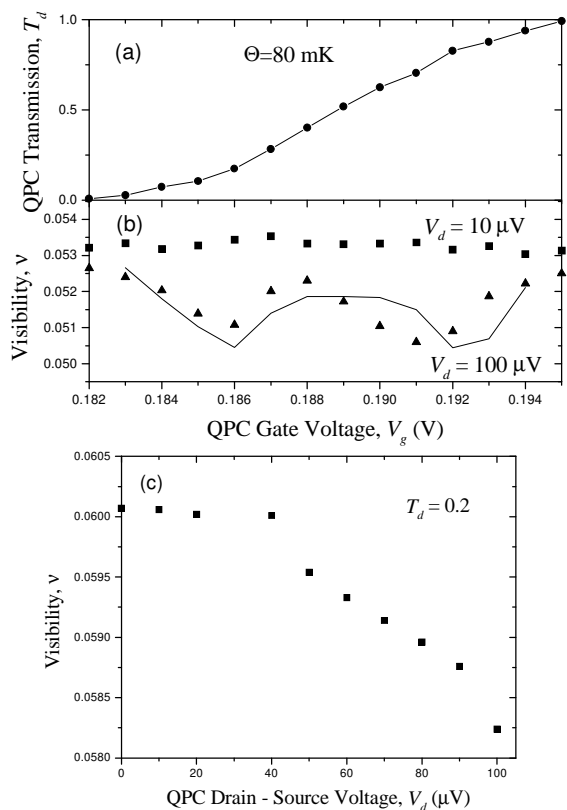 (a)
Θ=80 mK
QPC Transmission, T_d
1.0
0.5
0.0
(b)
V_d = 10 μV
V_d = 100 μV
Visibility, ν
0.054
0.053
0.052
0.051
0.050
0.182 0.184 0.186 0.188 0.190 0.192 0.194
QPC Gate Voltage, V_g (V)
(c)
T_d = 0.2
Visibility, ν
0.0605
0.0600
0.0595
0.0590
0.0585
0.0580
0 20 40 60 80 100
QPC Drain - Source Voltage, V_d (μV)